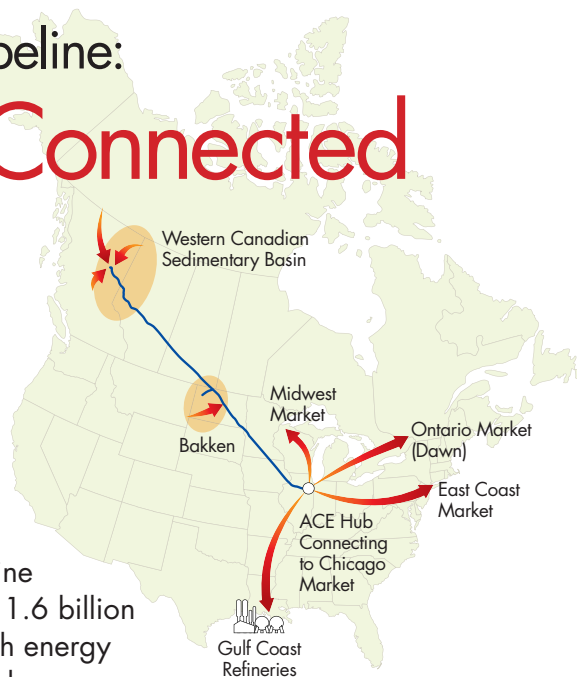 peline:
Connected
Western Canadian
Sedimentary Basin
Midwest
Market
Bakken
Ontario Market
(Dawn)
East Coast
Market
ACE Hub
Connecting
to Chicago
Market
ne
1.6 billion
h energy
Gulf Coast
Refineries